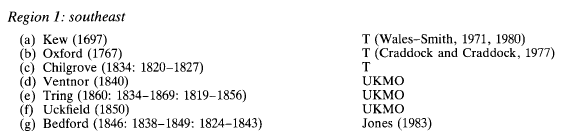 Region 1: southeast
(a) Kew (1697) T (Wales–Smith, 1971, 1980)
(b) Oxford (1767) T (Craddock and Craddock, 1977)
(c) Chilgrove (1834: 1820–1827) T
(d) Ventnor (1840) UKMO
(e) Tring (1860: 1834–1869: 1819–1856) UKMO
(f) Uckfield (1850) UKMO
(g) Bedford (1846: 1838–1849: 1824–1843) Jones (1983)